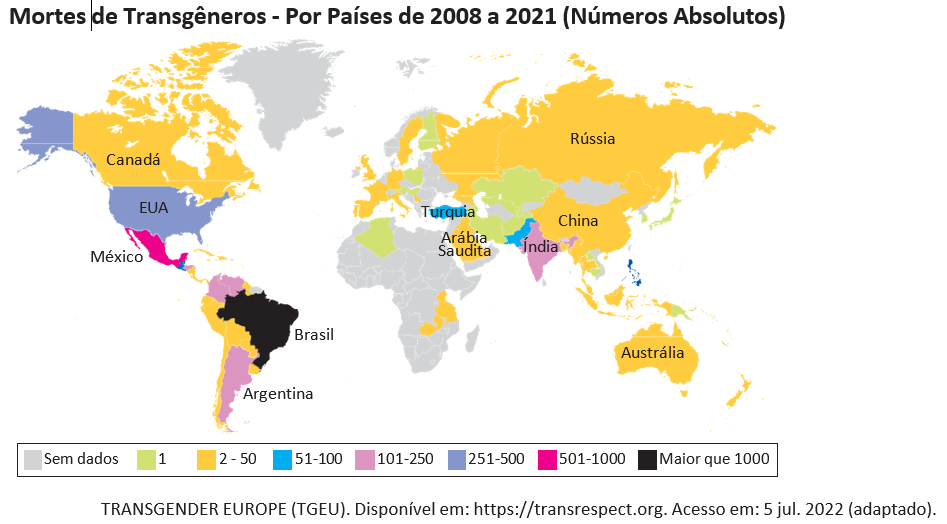 Mortes de Transgêneros - Por Países de 2008 a 2021 (Números Absolutos)
Rússia
Canadá
EUA
Turquia
China
Arábia
Saudita
Índia
México
Brasil
Austrália
Argentina
Sem dados 1 2 - 50 51-100 101-250 251-500 501-1000 Maior que 1000
TRANSGENDER EUROPE (TGEU). Disponível em: https://transrespect.org. Acesso em: 5 jul. 2022 (adaptado).